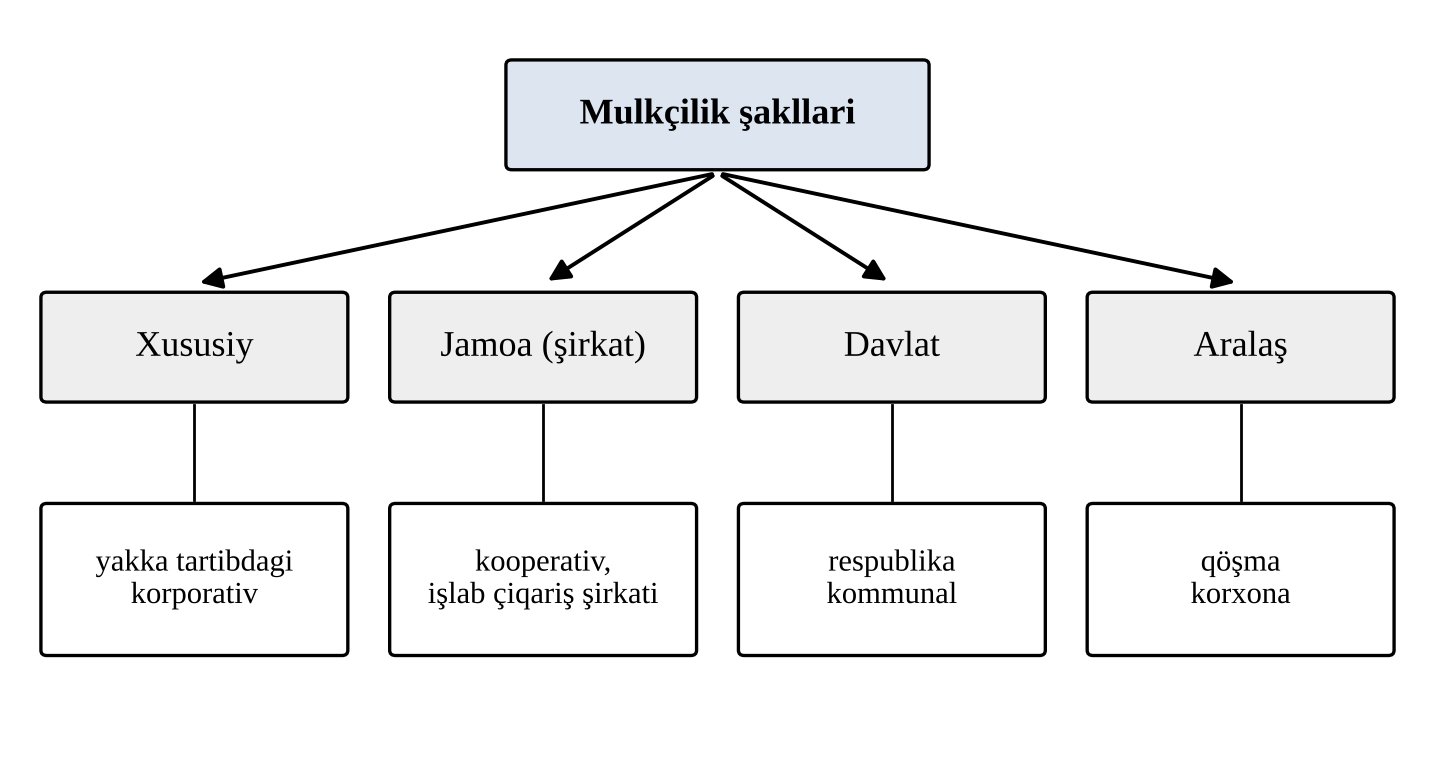 Mulkçilik şakllari
Xususiy
Jamoa (şirkat)
Davlat
Aralaş
yakka tartibdagi
korporativ
kooperativ,
işlab çiqariş şirkati
respublika
kommunal
qöşma
korxona